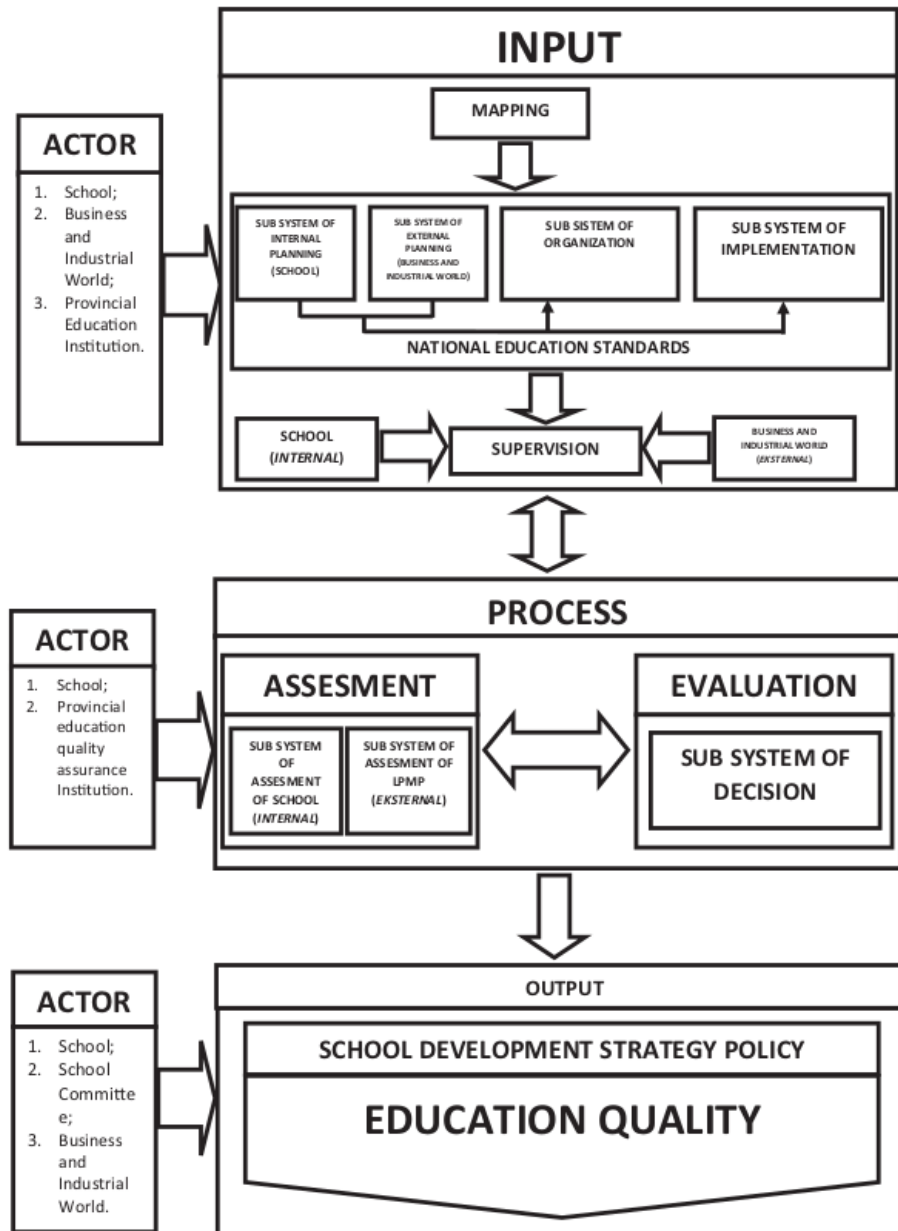 INPUT
MAPPING
ACTOR
1. School;
2. Business
and
Industrial
World;
3. Provincial
Education
Institution.
SUB SYSTEM OF
INTERNAL
PLANNING
(SCHOOL)
SUB SYSTEM OF
EXTERNAL
PLANNING
(BUSINESS AND
INDUSTRIAL WORLD)
SUB SISTEM OF
ORGANIZATION
SUB SYSTEM OF
IMPLEMENTATION
NATIONAL EDUCATION STANDARDS
SCHOOL
(INTERNAL)
SUPERVISION
BUSINESS AND
INDUSTRIAL WORLD
(EKSTERNAL)
PROCESS
ACTOR
1. School;
2. Provincial
education
quality
assurance
Institution.
ASSESMENT
SUB SYSTEM
OF
ASSESMENT
OF SCHOOL
(INTERNAL)
SUB SYSTEM OF
ASSESMENT OF
LPMP
(EKSTERNAL)
EVALUATION
SUB SYSTEM OF
DECISION
OUTPUT
ACTOR
1. School;
2. School
Committe
e;
3. Business
and
Industrial
World.
SCHOOL DEVELOPMENT STRATEGY POLICY
EDUCATION QUALITY